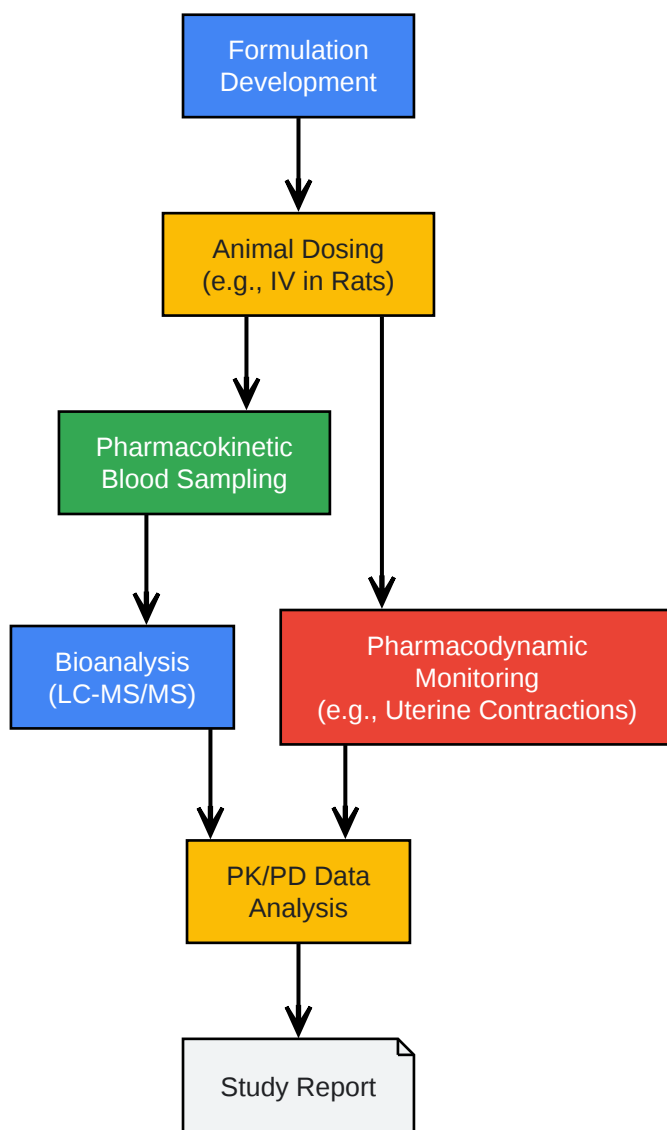 Formulation
Development
Animal Dosing
(e.g., IV in Rats)
Pharmacokinetic
Blood Sampling
Bioanalysis
(LC-MS/MS)
Pharmacodynamic
Monitoring
(e.g., Uterine Contractions)
PK/PD Data
Analysis
Study Report